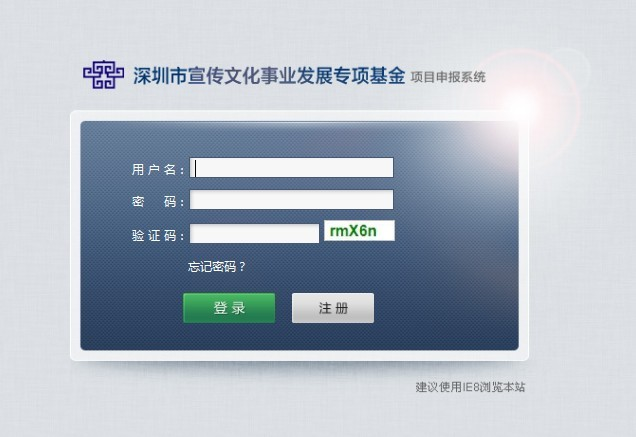 深圳市宣传文化事业发展专项基金 项目申报系统
用户名：
密 码：
验证码： rmX6n
忘记密码？
登录 注册
建议使用IE8浏览本站